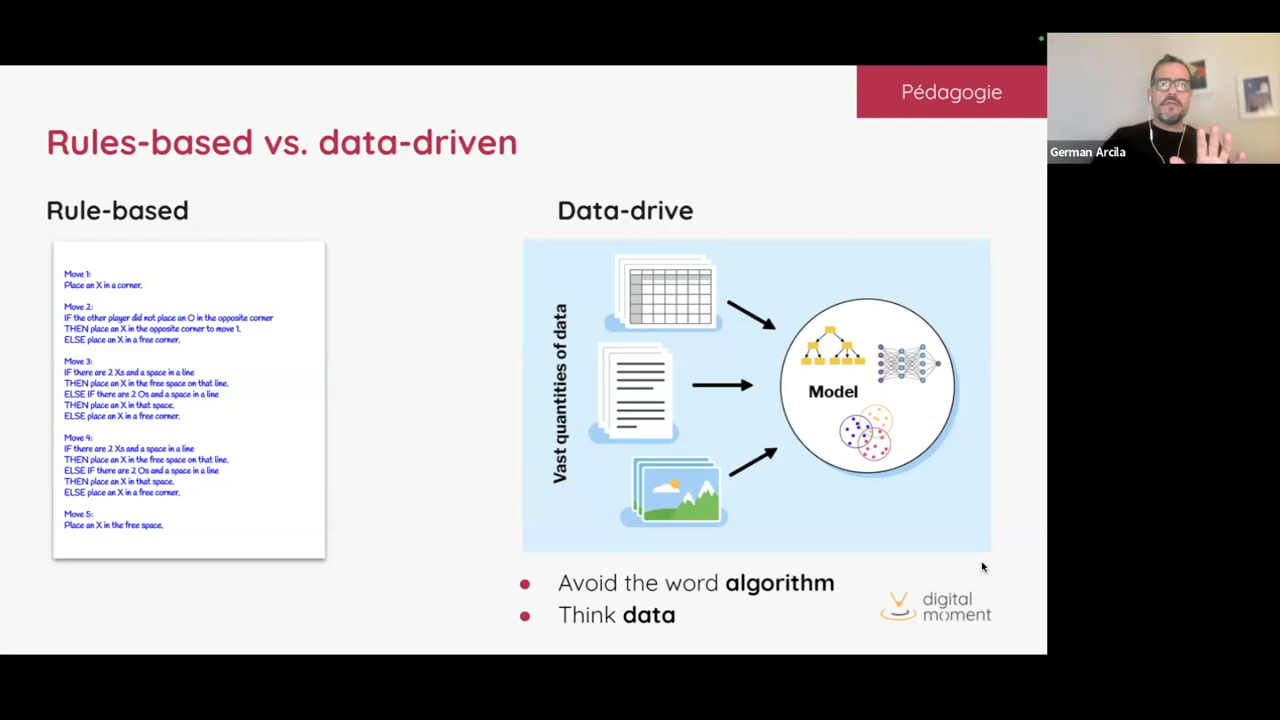 Pédagogie
German Arcila
Rules-based vs. data-driven
Rule-based
Move 1:
Place an X in a corner.
Move 2:
IF the other player did not place an O in the opposite corner
THEN place an X in the opposite corner to move 1.
ELSE place an X in a free corner.
Move 3:
IF there are 2 Xs and a space in a line
THEN place an X in the free space on that line.
ELSE IF there are 2 Os and a space in a line
THEN place an X in that space.
ELSE place an X in a free corner.
Move 4:
IF there are 2 Xs and a space in a line
THEN place an X in the free space on that line.
ELSE IF there are 2 Os and a space in a line
THEN place an X in that space.
ELSE place an X in a free corner.
Move 5:
Place an X in the free space.
Data-drive
Vast quantities of data
Model
Avoid the word algorithm
Think data
digital
moment